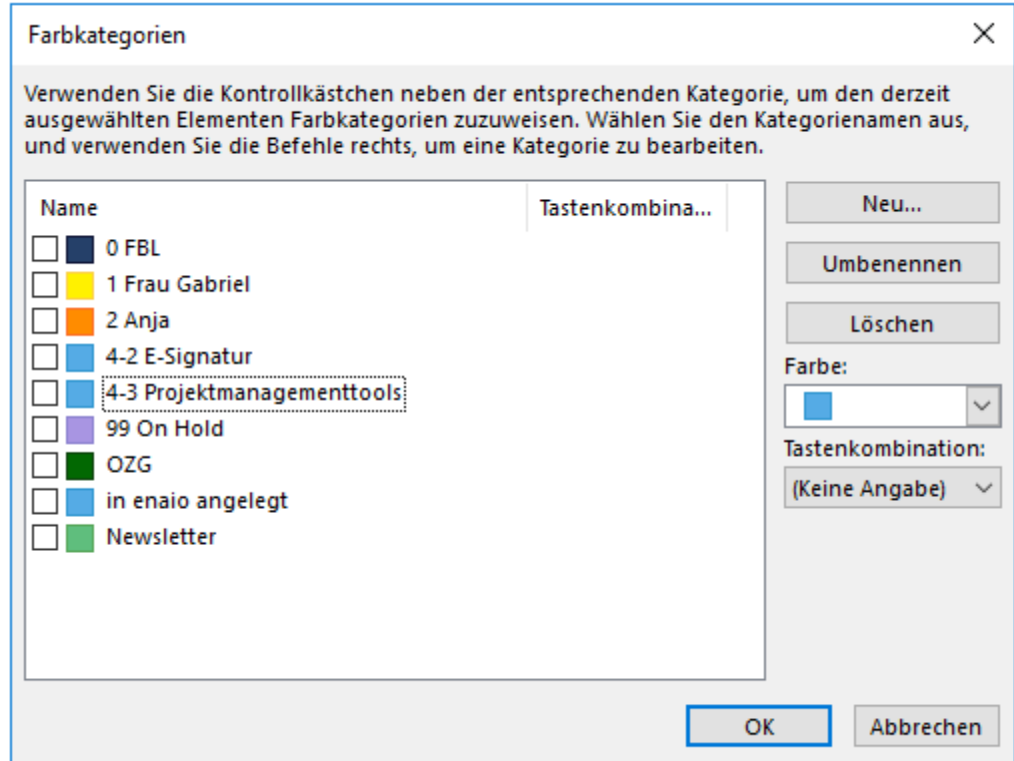 Farbkategorien
Verwenden Sie die Kontrollkästchen neben der entsprechenden Kategorie, um den derzeit
ausgewählten Elementen Farbkategorien zuzuweisen. Wählen Sie den Kategorienamen aus,
und verwenden Sie die Befehle rechts, um eine Kategorie zu bearbeiten.
Name Tastenkombina...
0 FBL
1 Frau Gabriel
2 Anja
4-2 E-Signatur
4-3 Projektmanagementtools
99 On Hold
OZG
in enaio angelegt
Newsletter
Neu...
Umbenennen
Löschen
Farbe:
Tastenkombination:
(Keine Angabe)
OK Abbrechen